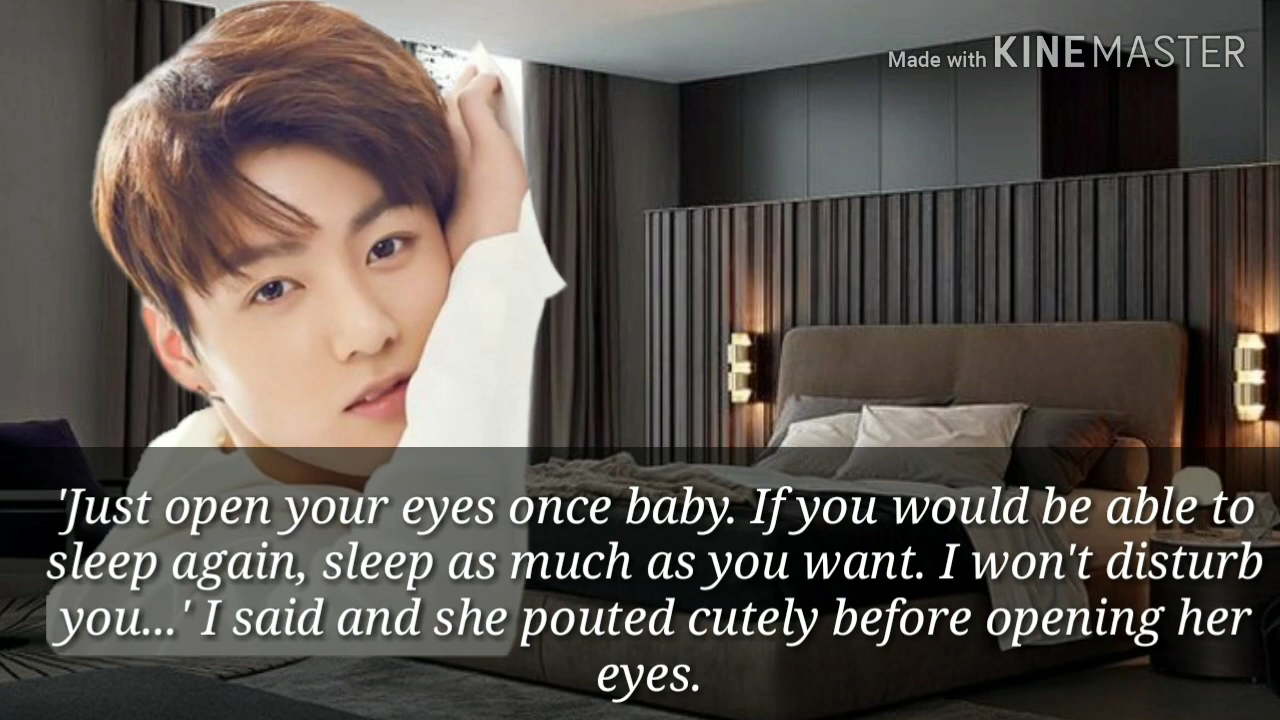 Made with KINEMASTER
'Just open your eyes once baby. If you would be able to
sleep again, sleep as much as you want. I won't disturb
you...' I said and she pouted cutely before opening her
eyes.